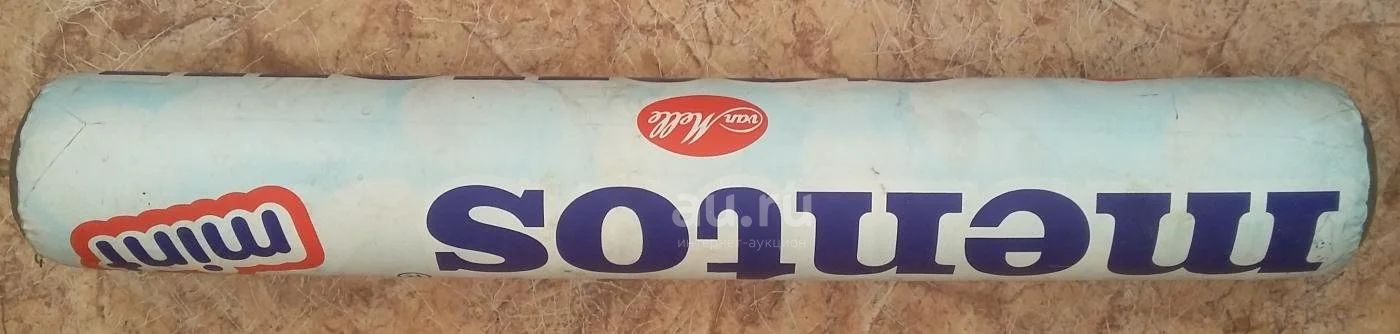 mentos
®
mint
van Melle
au.ru
интернет-аукцион